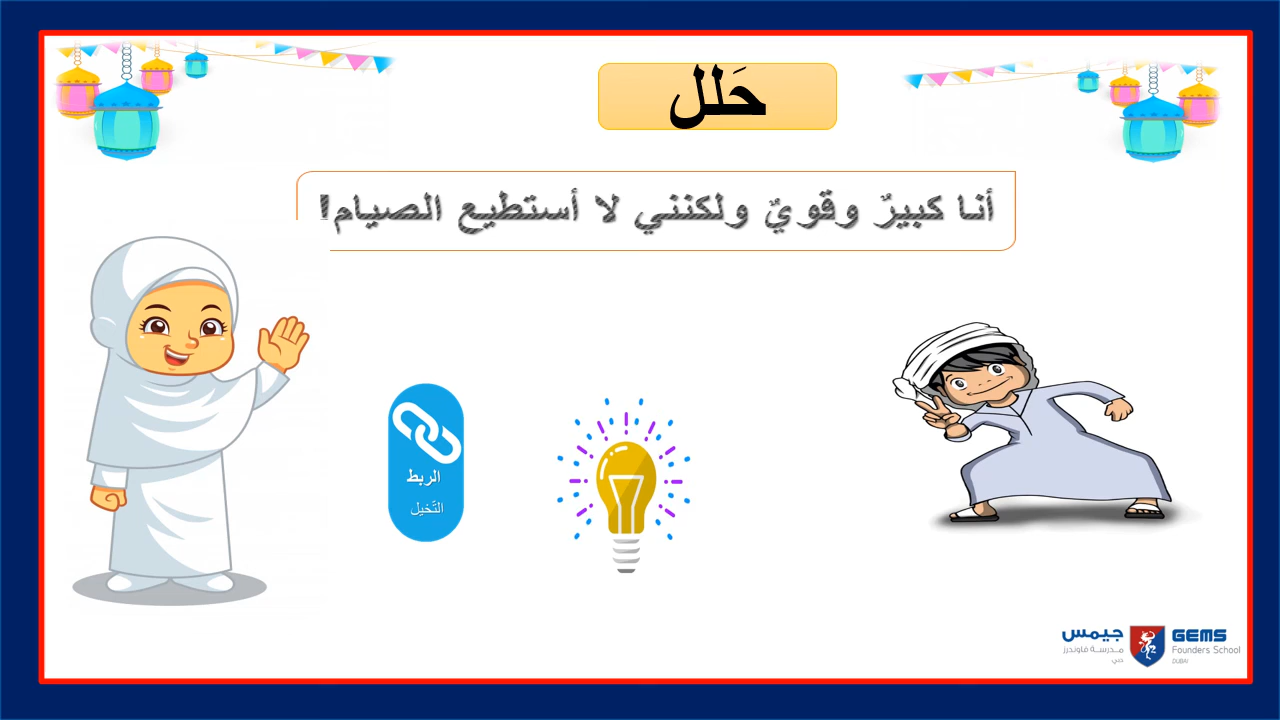 حَلل
أنا كبيرٌ وقويٌ ولكنني لا أستطيع الصيام!
الربط
التّخيل
جيمس
مدرسة فاوندرز
دبي
GEMS
Founders School
DUBAI